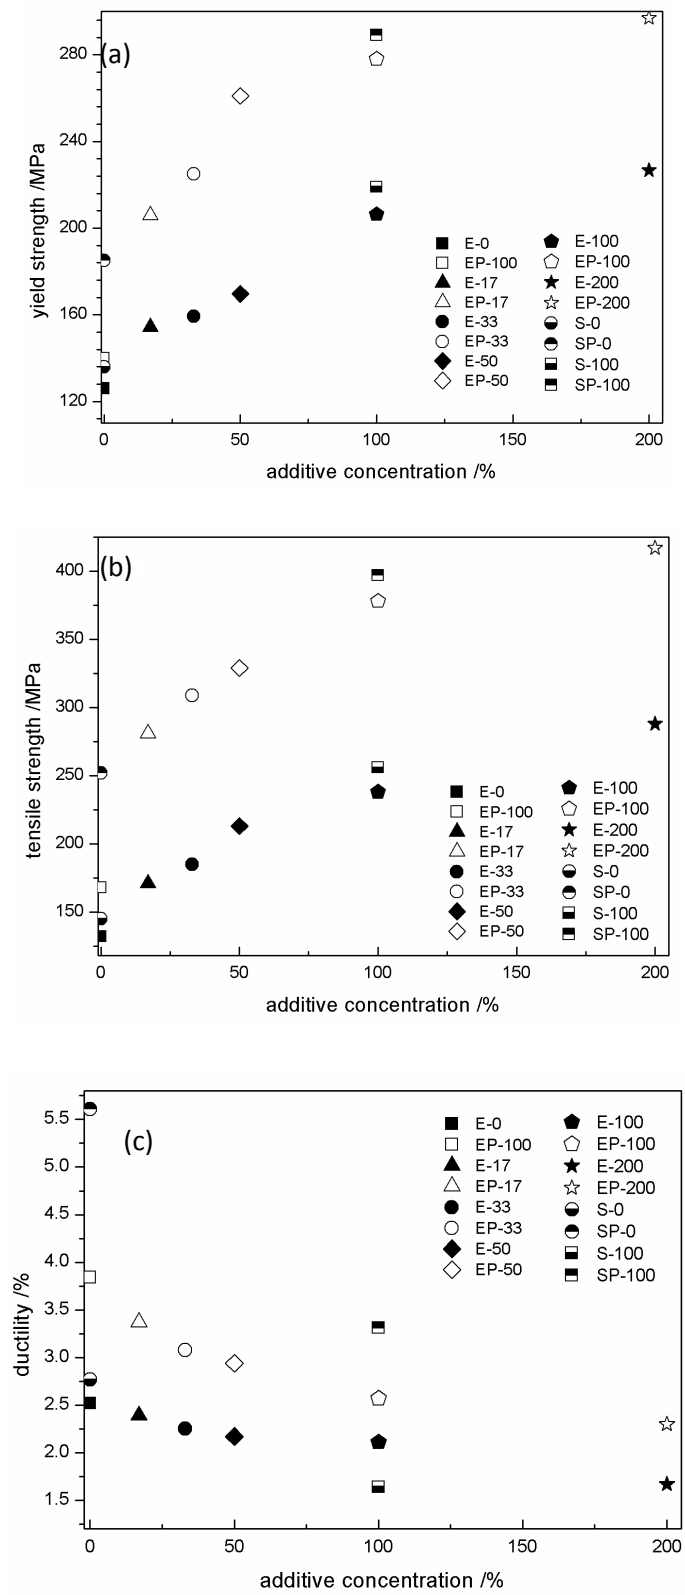 (a)
280
240
200
160
120
yield strength /MPa
E-0
EP-100
E-17
EP-17
E-33
EP-33
E-50
EP-50
E-100
EP-100
E-200
EP-200
S-0
SP-0
S-100
SP-100
0 50 100 150 200
additive concentration /%
(b)
400
350
300
250
200
150
tensile strength /MPa
E-0
EP-100
E-17
EP-17
E-33
EP-33
E-50
EP-50
E-100
EP-100
E-200
EP-200
S-0
SP-0
S-100
SP-100
0 50 100 150 200
additive concentration /%
(c)
5.5
5.0
4.5
4.0
3.5
3.0
2.5
2.0
1.5
ductility /%
E-0
EP-100
E-17
EP-17
E-33
EP-33
E-50
EP-50
E-100
EP-100
E-200
EP-200
S-0
SP-0
S-100
SP-100
0 50 100 150 200
additive concentration /%